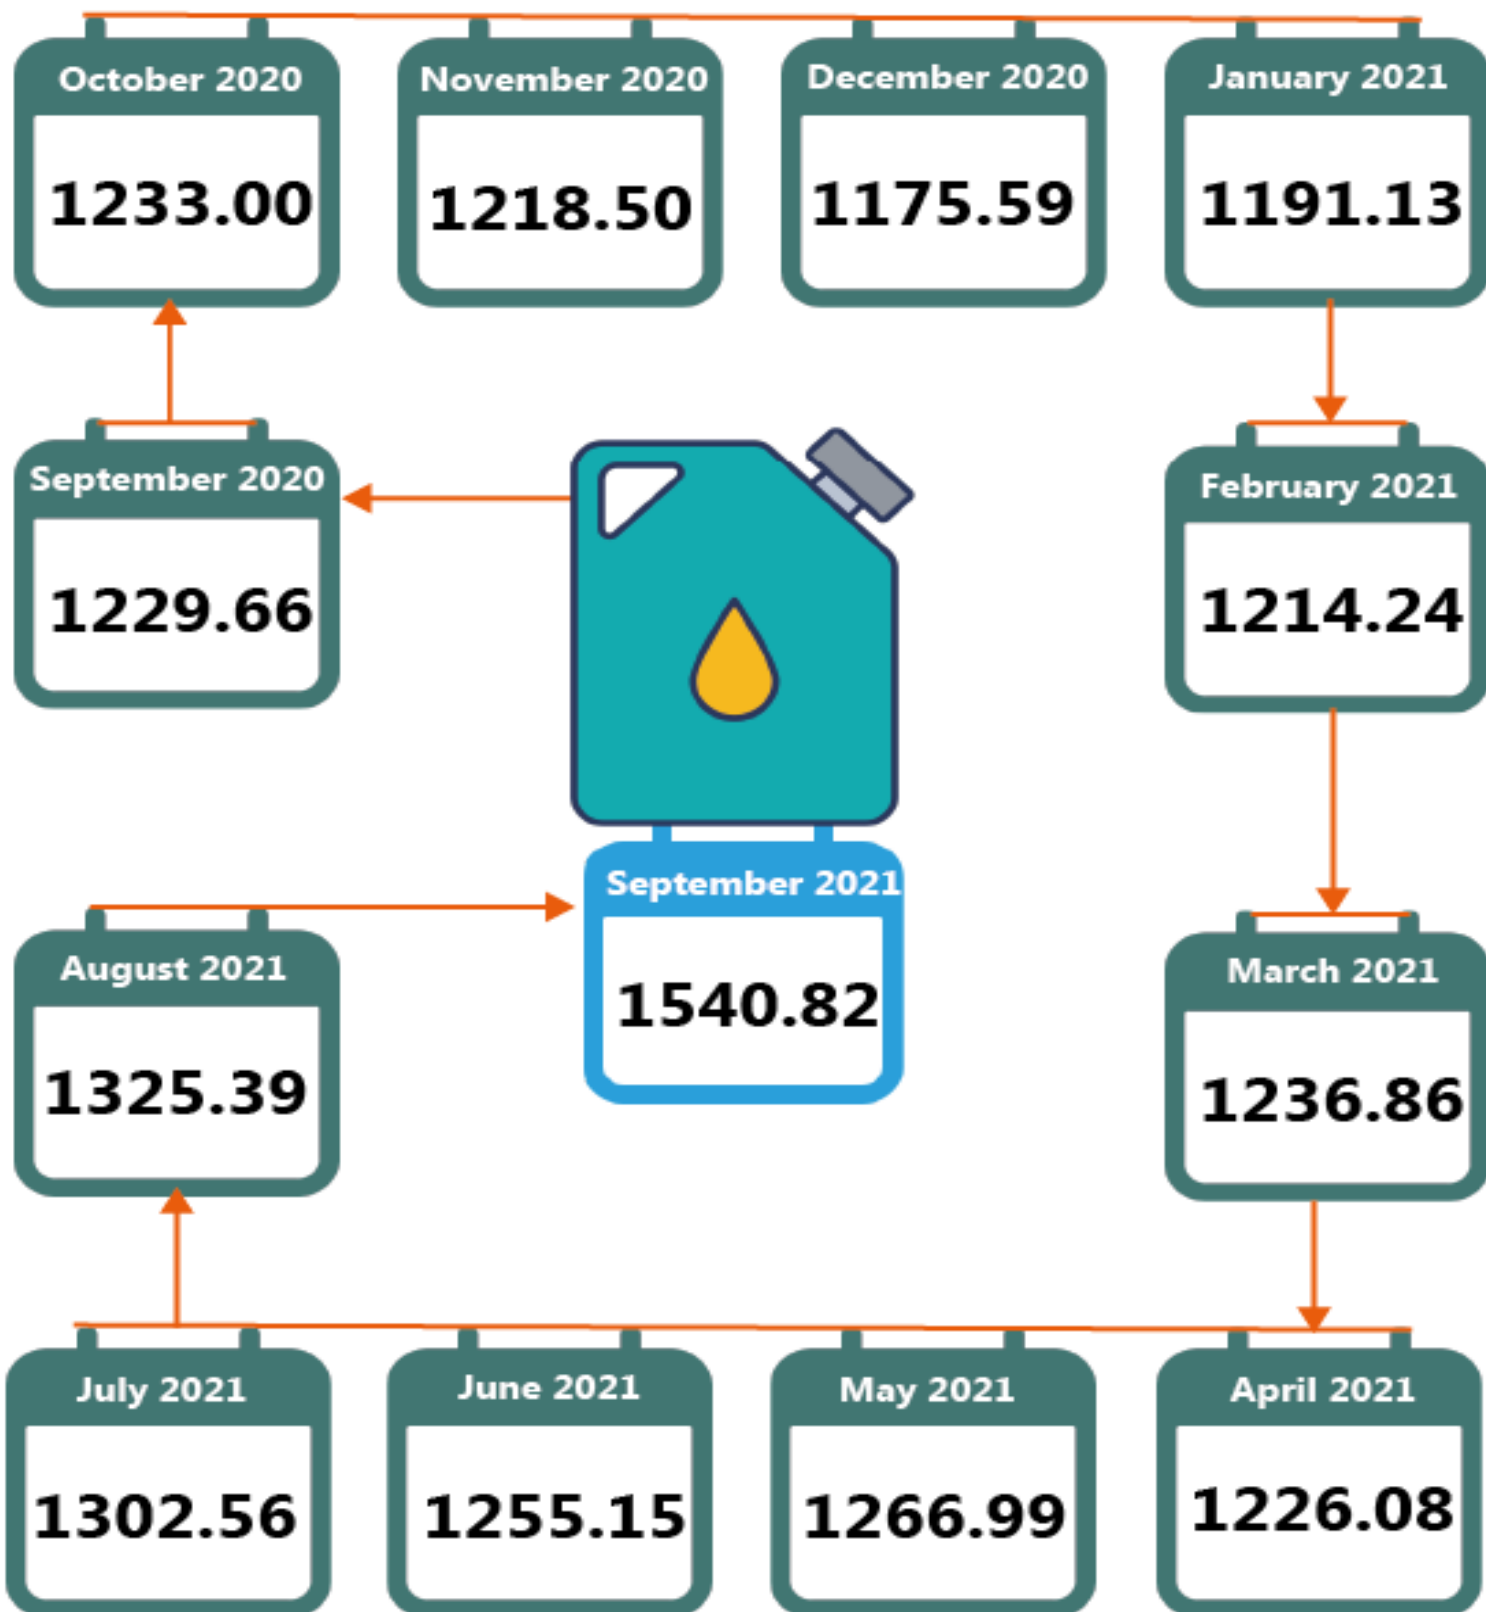 October 2020
1233.00
November 2020
1218.50
December 2020
1175.59
January 2021
1191.13
September 2020
1229.66
February 2021
1214.24
September 2021
1540.82
August 2021
1325.39
March 2021
1236.86
July 2021
1302.56
June 2021
1255.15
May 2021
1266.99
April 2021
1226.08